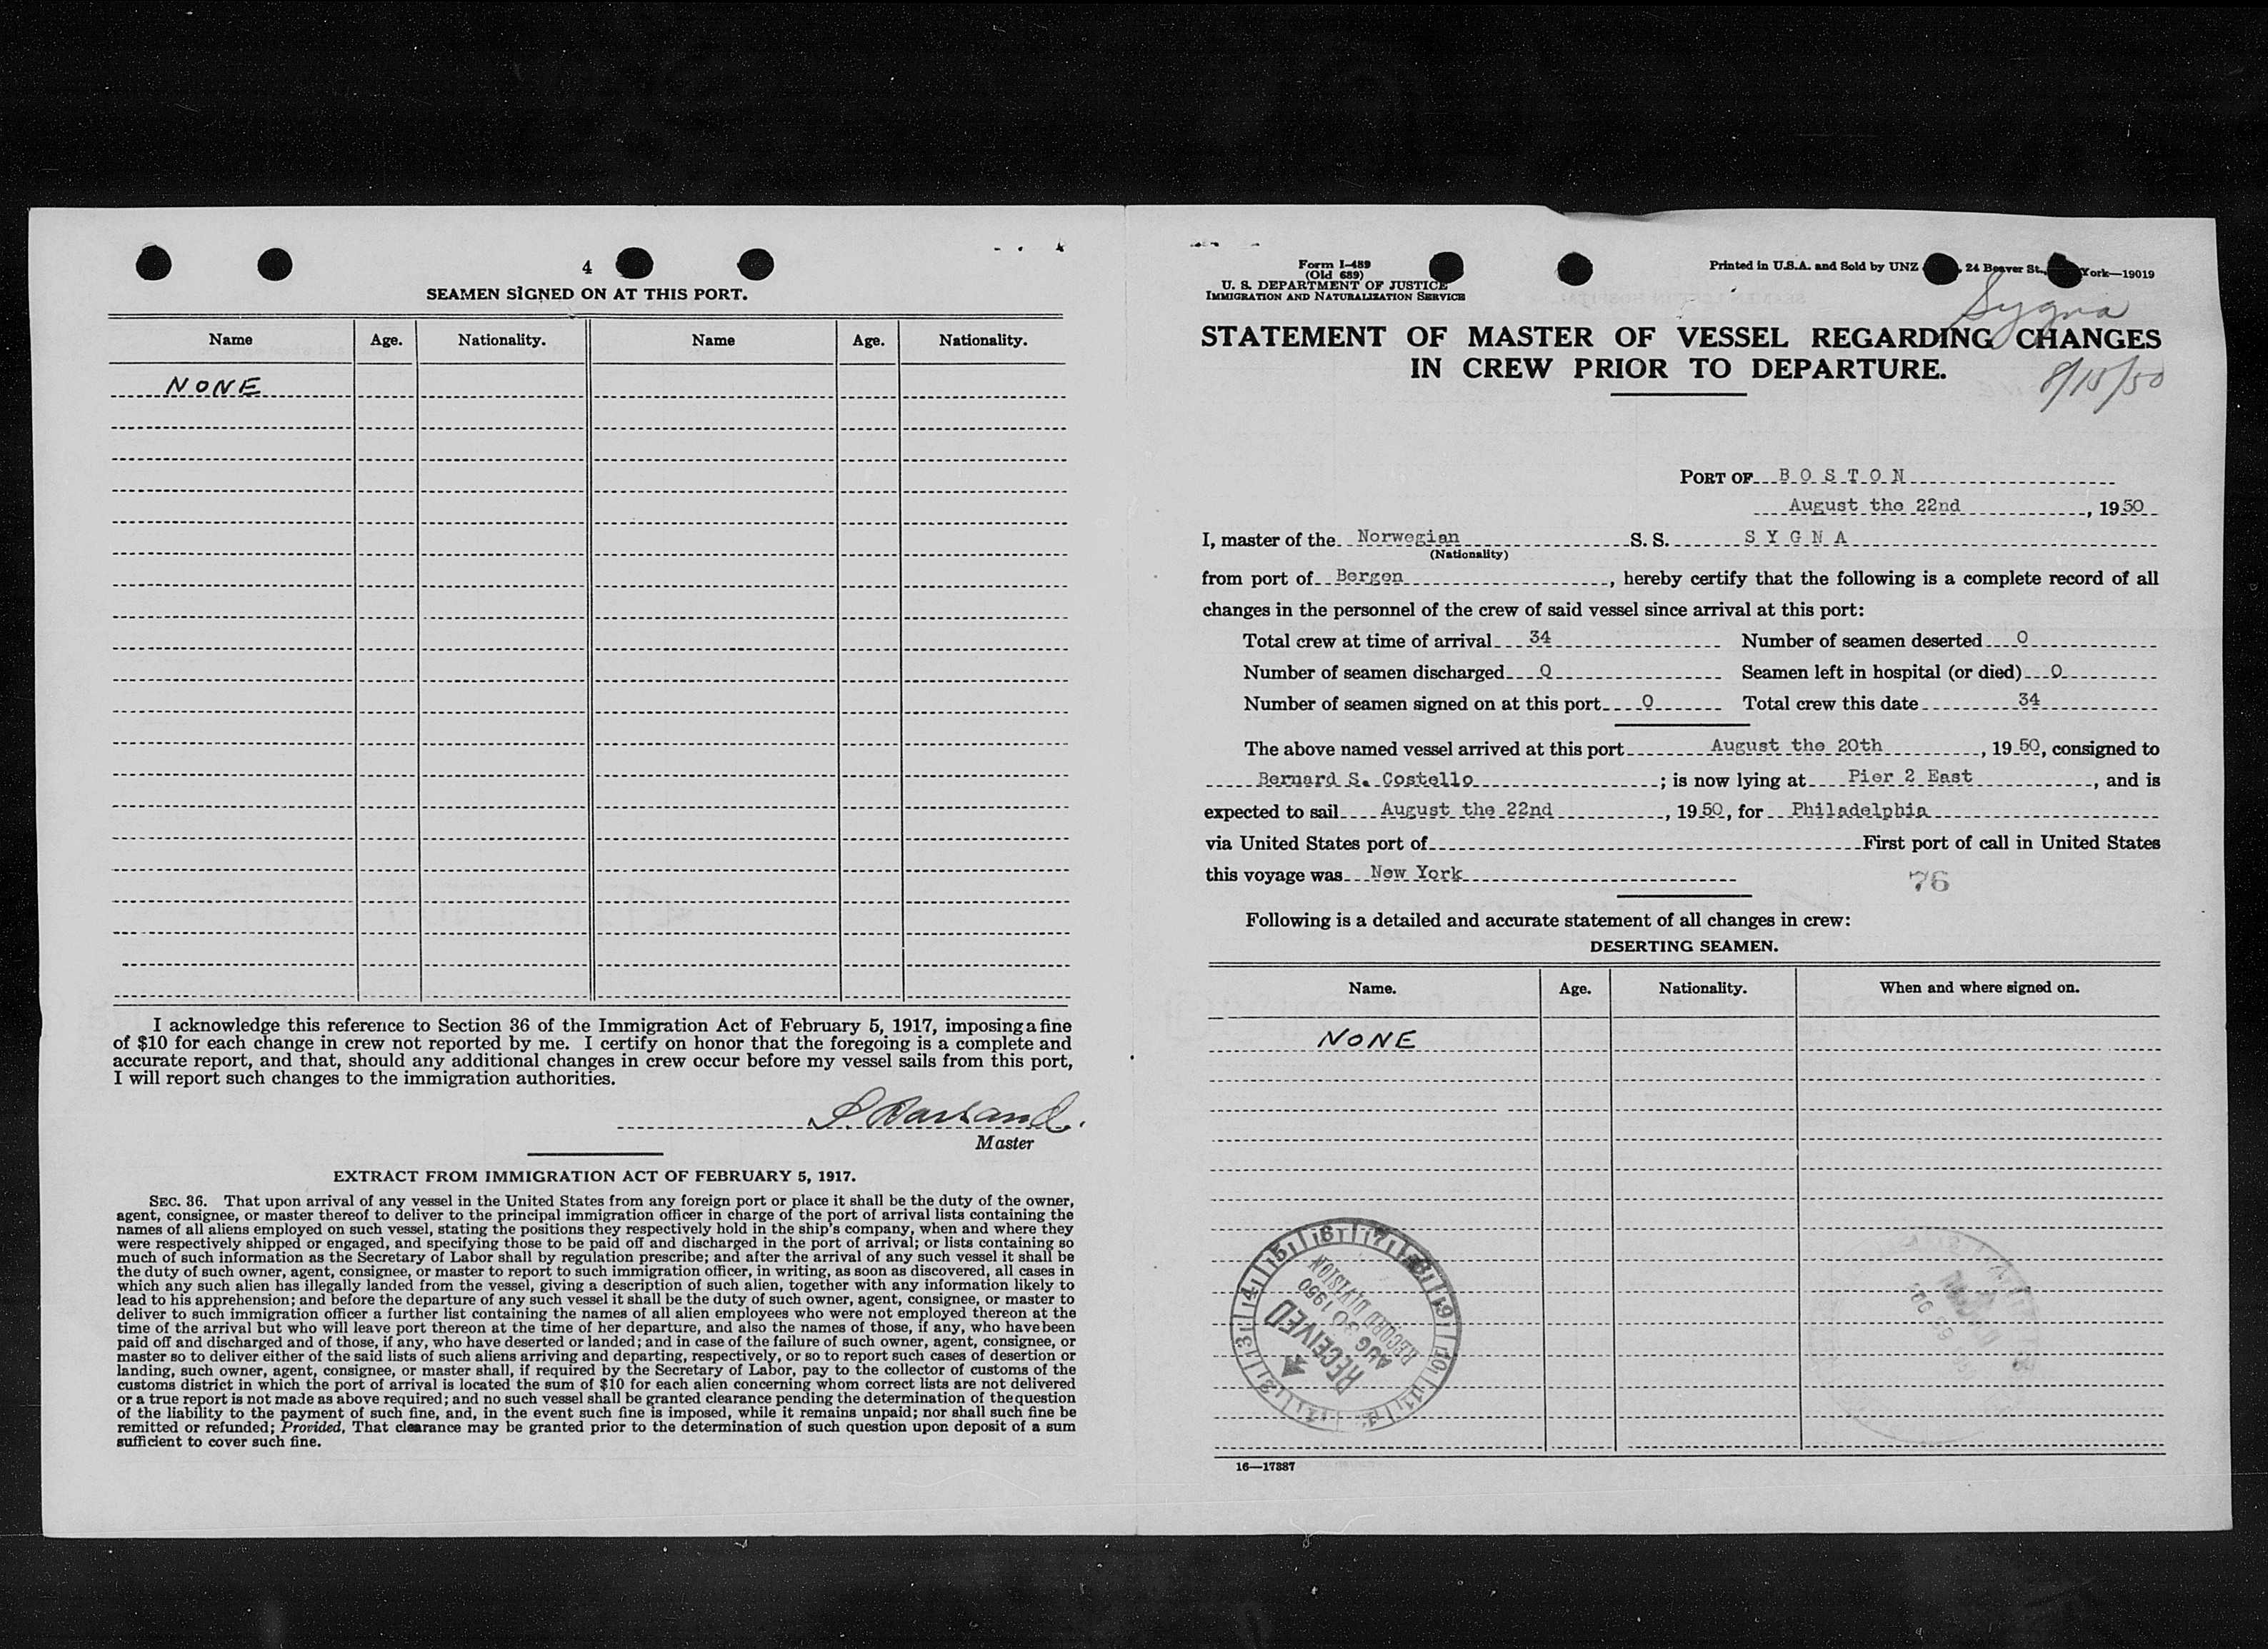 4
SEAMEN SIGNED ON AT THIS PORT.
Name Age. Nationality. Name Age. Nationality.
NONE
I acknowledge this reference to Section 36 of the Immigration Act of February 5, 1917, imposing a fine
of $10 for each change in crew not reported by me. I certify on honor that the foregoing is a complete and
accurate report, and that, should any additional changes in crew occur before my vessel sails from this port,
I will report such changes to the immigration authorities.
Master
EXTRACT FROM IMMIGRATION ACT OF FEBRUARY 5, 1917.
SEC. 36. That upon arrival of any vessel in the United States from any foreign port or place it shall be the duty of the owner,
agent, consignee, or master thereof to deliver to the principal immigration officer in charge of the port of arrival lists containing the
names of all aliens employed on such vessel, stating the positions they respectively hold in the ship's company, when and where they
were respectively shipped or engaged, and specifying those to be paid off and discharged in the port of arrival; or lists containing so
much of such information as the Secretary of Labor shall by regulation prescribe; and after the arrival of any such vessel it shall be
the duty of such owner, agent, consignee, or master to report to such immigration officer, in writing, as soon as discovered, all cases in
which any such alien has illegally landed from the vessel, giving a description of such alien, together with any information likely to
lead to his apprehension; and before the departure of any such vessel it shall be the duty of such owner, agent, consignee, or master to
deliver to such immigration officer a further list containing the names of all alien employees who were not employed thereon at the
time of the arrival but who will leave port thereon at the time of her departure, and also the names of those, if any, who have been
paid off and discharged and of those, if any, who have deserted or landed; and in case of the failure of such owner, agent, consignee, or
master so to deliver either of the said lists of such aliens arriving and departing, respectively, or so to report such cases of desertion or
landing, such owner, agent, consignee, or master shall, if required by the Secretary of Labor, pay to the collector of customs of the
customs district in which the port of arrival is located the sum of $10 for each alien concerning whom correct lists are not delivered
or a true report is not made as above required; and no such vessel shall be granted clearance pending the determination of the question
of the liability to the payment of such fine, and, in the event such fine is imposed, while it remains unpaid; nor shall such fine be
remitted or refunded; Provided, That clearance may be granted prior to the determination of such question upon deposit of a sum
sufficient to cover such fine.
Form I-489
(Old 689)
U. S. DEPARTMENT OF JUSTICE
IMMIGRATION AND NATURALIZATION SERVICE
Printed in U.S.A. and Sold by UNZ , 24 Beaver St., York—19019
Sygna
STATEMENT OF MASTER OF VESSEL REGARDING CHANGES
IN CREW PRIOR TO DEPARTURE.
8/15/50
PORT OF BOSTON
August the 22nd, 1950
I, master of the Norwegian S. S. SYGNA
(Nationality)
from port of Bergen, hereby certify that the following is a complete record of all
changes in the personnel of the crew of said vessel since arrival at this port:
Total crew at time of arrival 34 Number of seamen deserted 0
Number of seamen discharged 0 Seamen left in hospital (or died) 0
Number of seamen signed on at this port 0 Total crew this date 34
The above named vessel arrived at this port August the 20th, 1950, consigned to
Bernard S. Costello; is now lying at Pier 2 East, and is
expected to sail August the 22nd, 1950, for Philadelphia
via United States port of First port of call in United States
this voyage was New York
76
Following is a detailed and accurate statement of all changes in crew:
DESERTING SEAMEN.
Name. Age. Nationality. When and where signed on.
NONE
RECEIVED
AUG 30 1950
RECORD DIVISION
16—17887